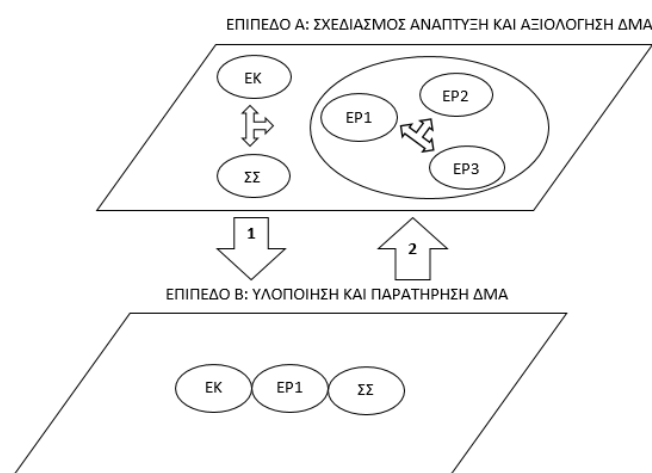 ΕΠΙΠΕΔΟ Α: ΣΧΕΔΙΑΣΜΟΣ ΑΝΑΠΤΥΞΗ ΚΑΙ ΑΞΙΟΛΟΓΗΣΗ ΔΜΑ
ΕΚ
ΣΣ
ΕΡ1
ΕΡ2
ΕΡ3
1
2
ΕΠΙΠΕΔΟ Β: ΥΛΟΠΟΙΗΣΗ ΚΑΙ ΠΑΡΑΤΗΡΗΣΗ ΔΜΑ
ΕΚ
ΕΡ1
ΣΣ